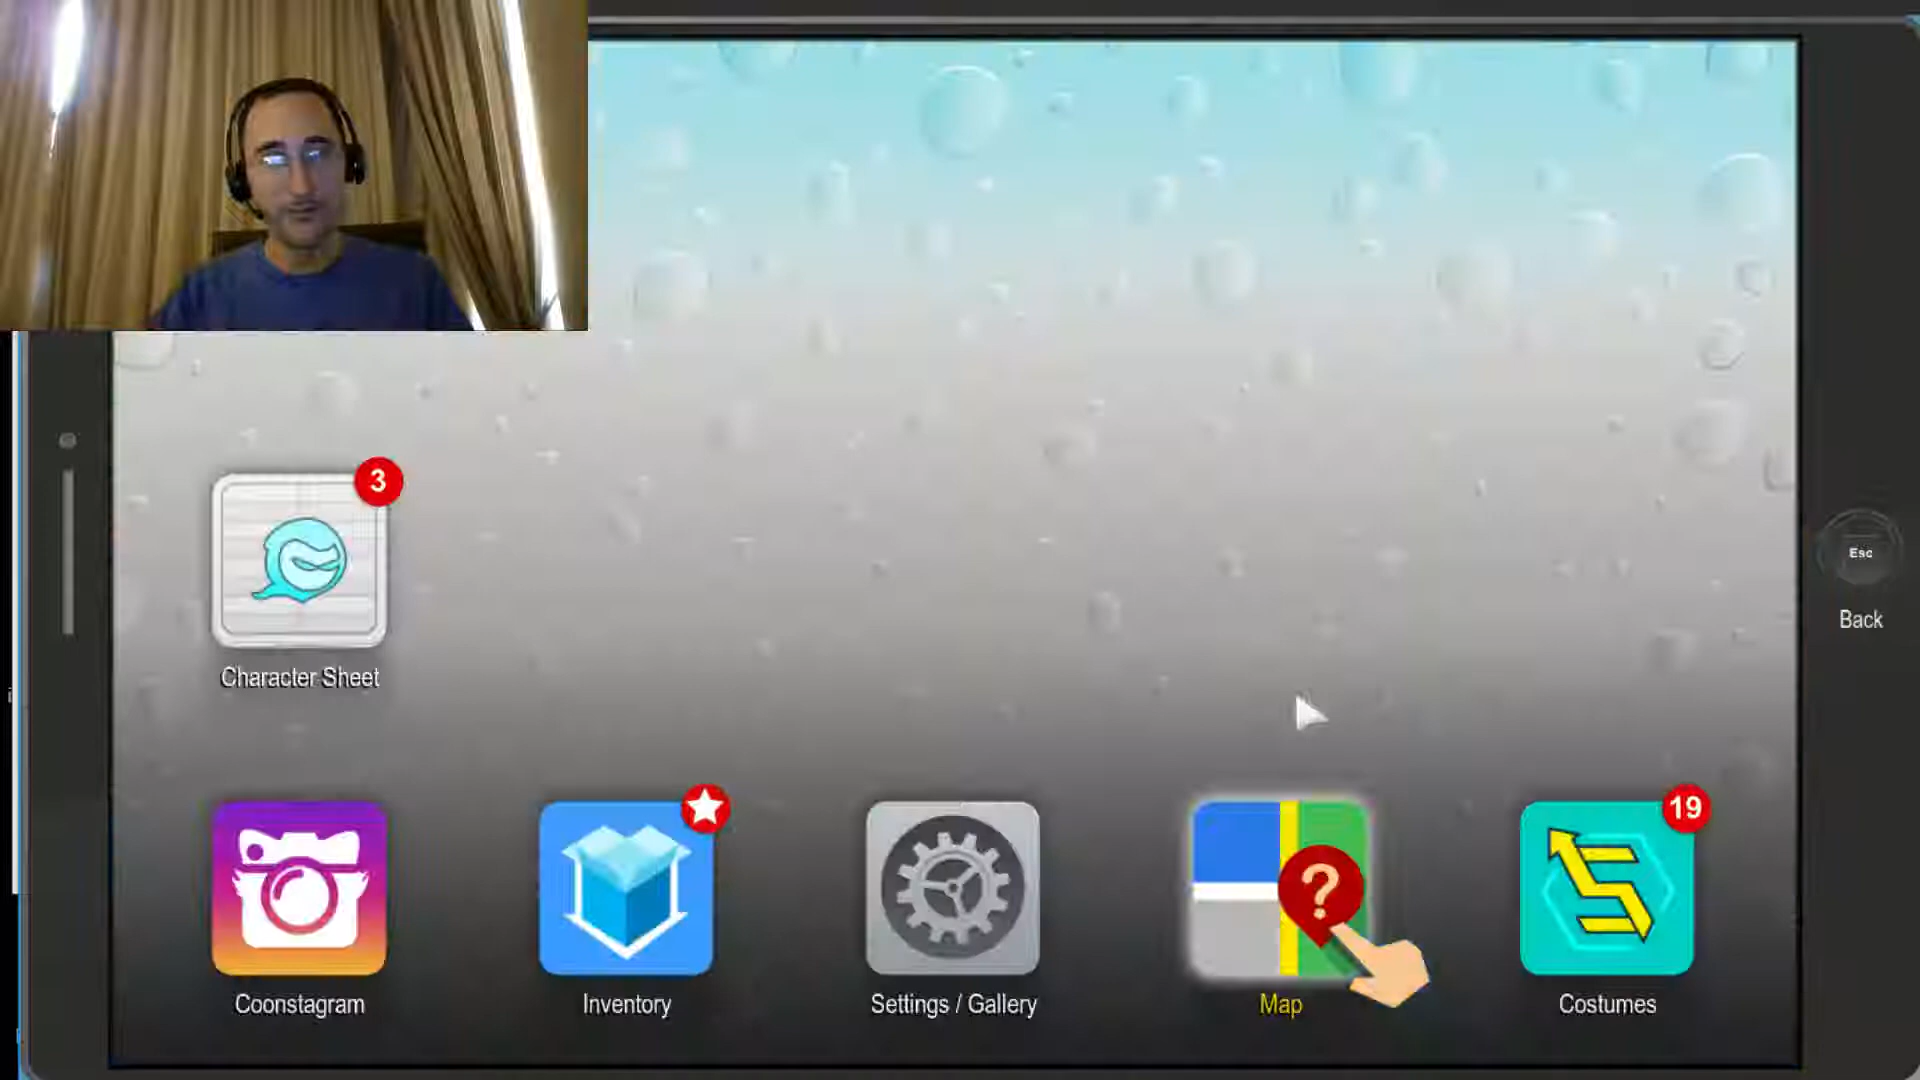 3
Character Sheet
Esc
Back
19
?
Coonstagram
Inventory
Settings / Gallery
Map
Costumes